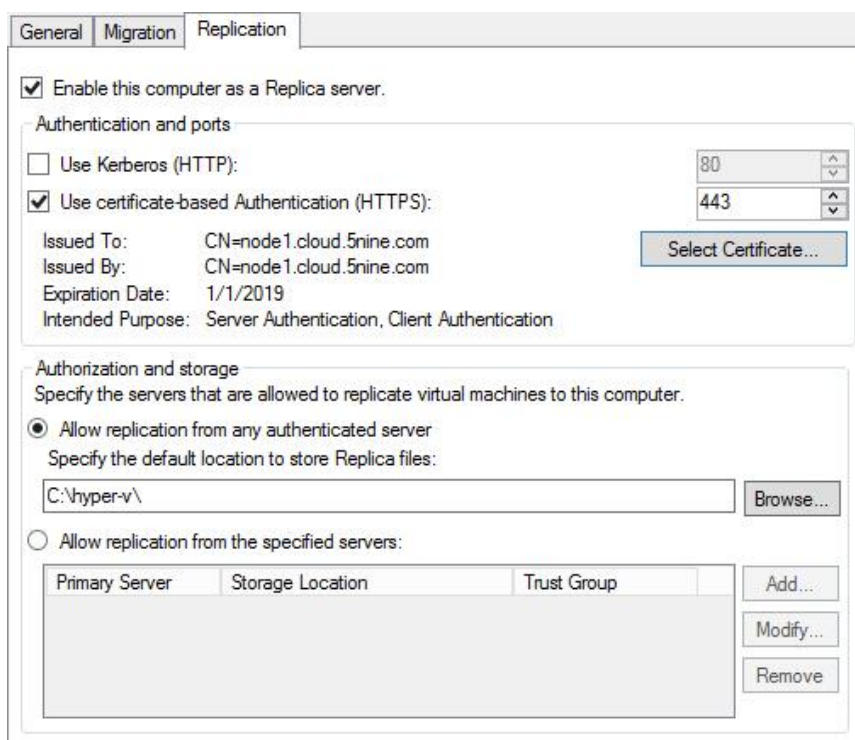 General Migration Replication
Enable this computer as a Replica server.
Authentication and ports
Use Kerberos (HTTP): 80
Use certificate-based Authentication (HTTPS): 443
Issued To: CN=node1.cloud.5nine.com Select Certificate...
Issued By: CN=node1.cloud.5nine.com
Expiration Date: 1/1/2019
Intended Purpose: Server Authentication, Client Authentication
Authorization and storage
Specify the servers that are allowed to replicate virtual machines to this computer.
Allow replication from any authenticated server
Specify the default location to store Replica files:
C:\hyper-v\ Browse...
Allow replication from the specified servers:
Primary Server Storage Location Trust Group Add...
Modify...
Remove